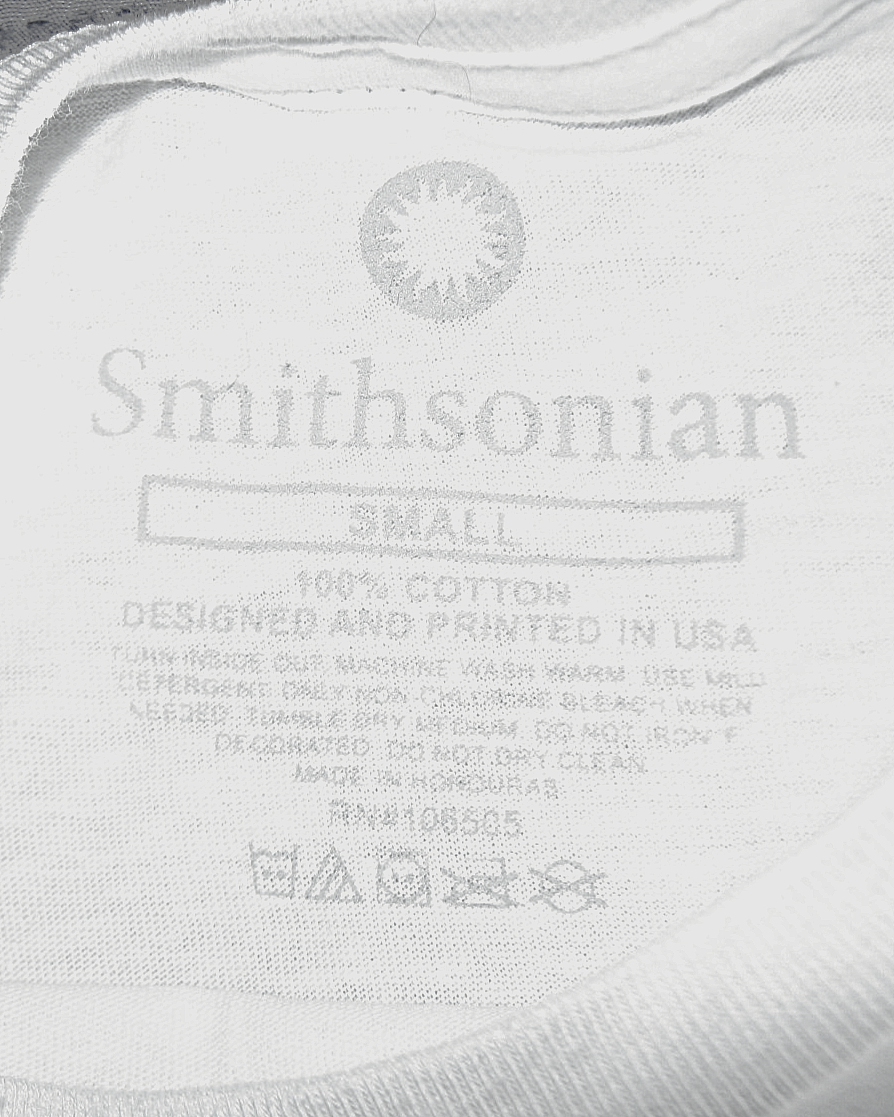 Smithsonian
SMALL
100% COTTON
DESIGNED AND PRINTED IN USA
TURN INSIDE OUT. MACHINE WASH WARM. USE MILD
DETERGENT ONLY NON-CHLORINE BLEACH WHEN
NEEDED. TUMBLE DRY MEDIUM. DO NOT IRON IF
DECORATED. DO NOT DRY CLEAN.
MADE IN HONDURAS
RN#106505